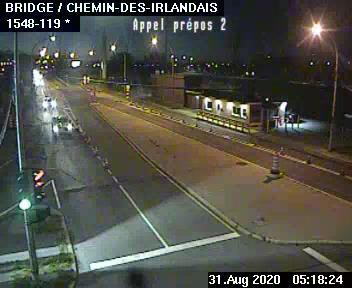 BRIDGE / CHEMIN-DES-IRLANDAIS
1548-119 *
Appel prépos 2
31.Aug 2020 05:18:24